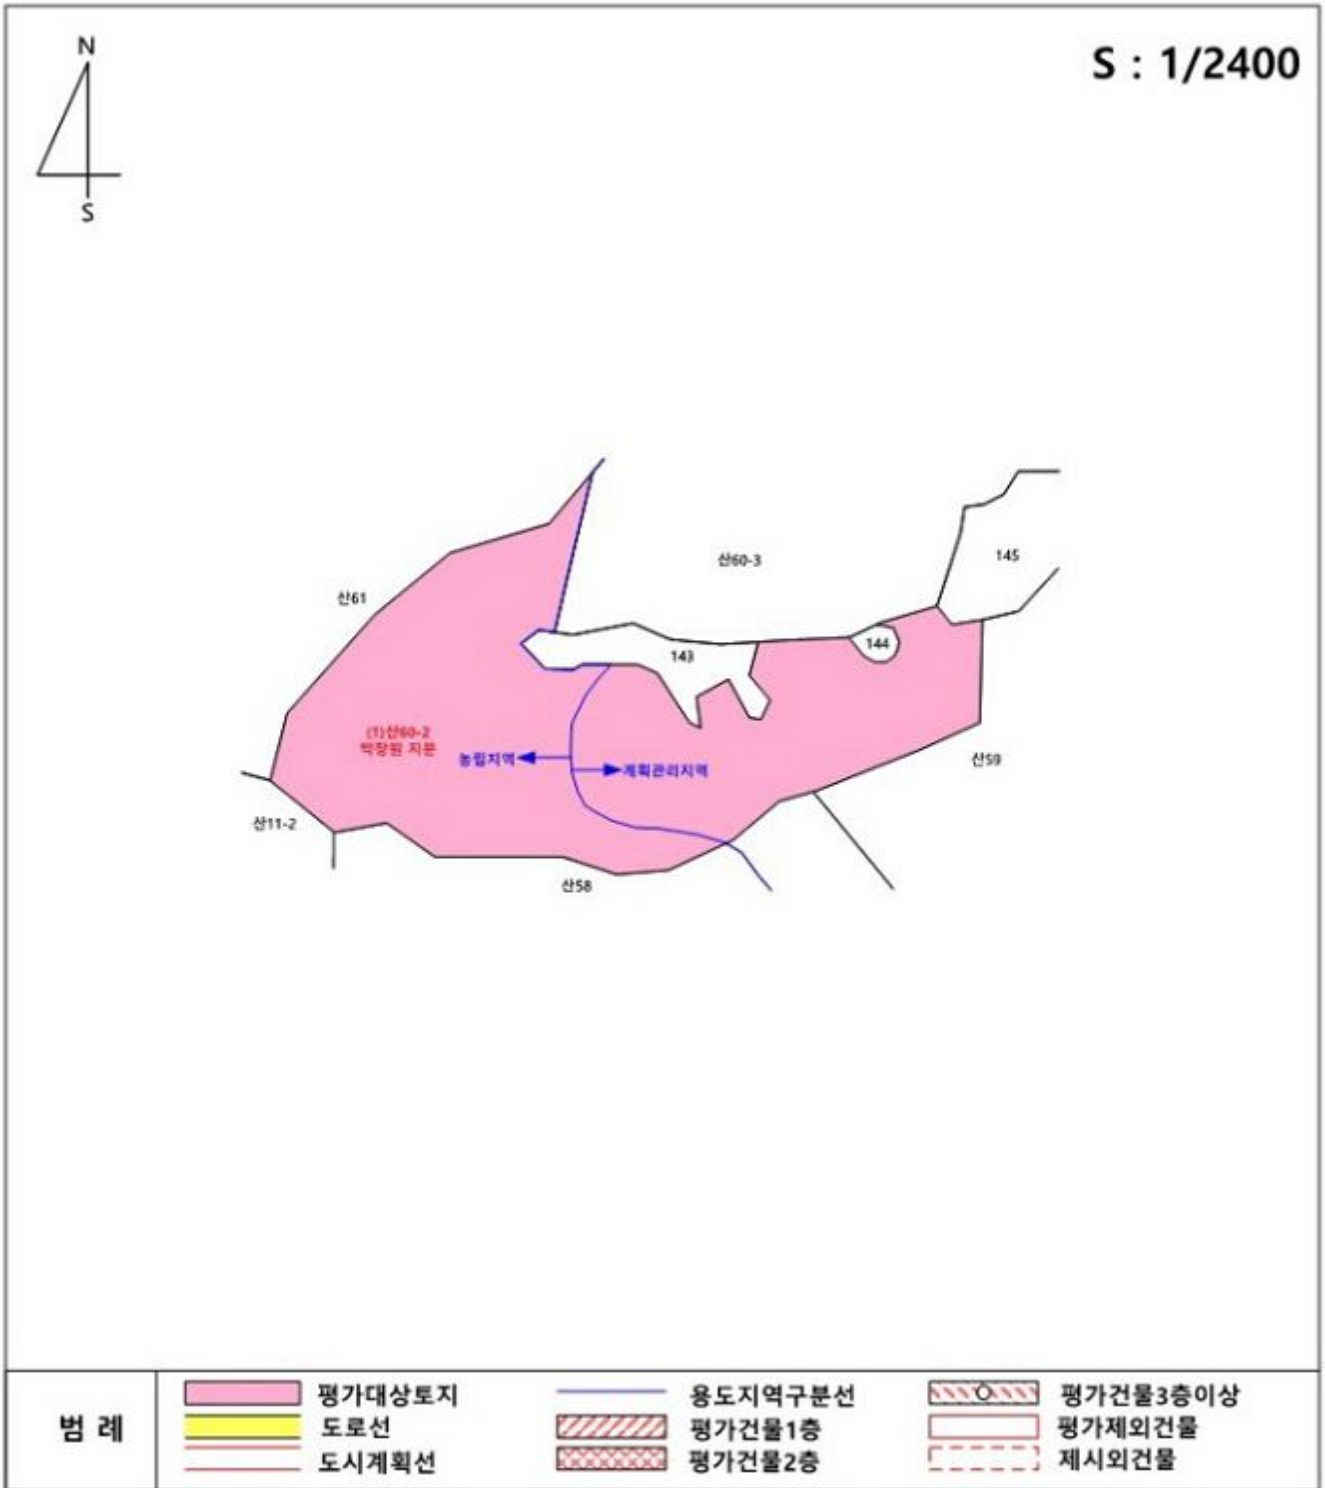 N
S : 1/2400
S
산60-3
145
산61
144
143
(1)산60-2
박창원 지분
농림지역
계획관리지역
산59
산11-2
산58
범 례
평가대상토지
용도지역구분선
평가건물3층이상
도로선
평가건물1층
평가제외건물
도시계획선
평가건물2층
제시외건물